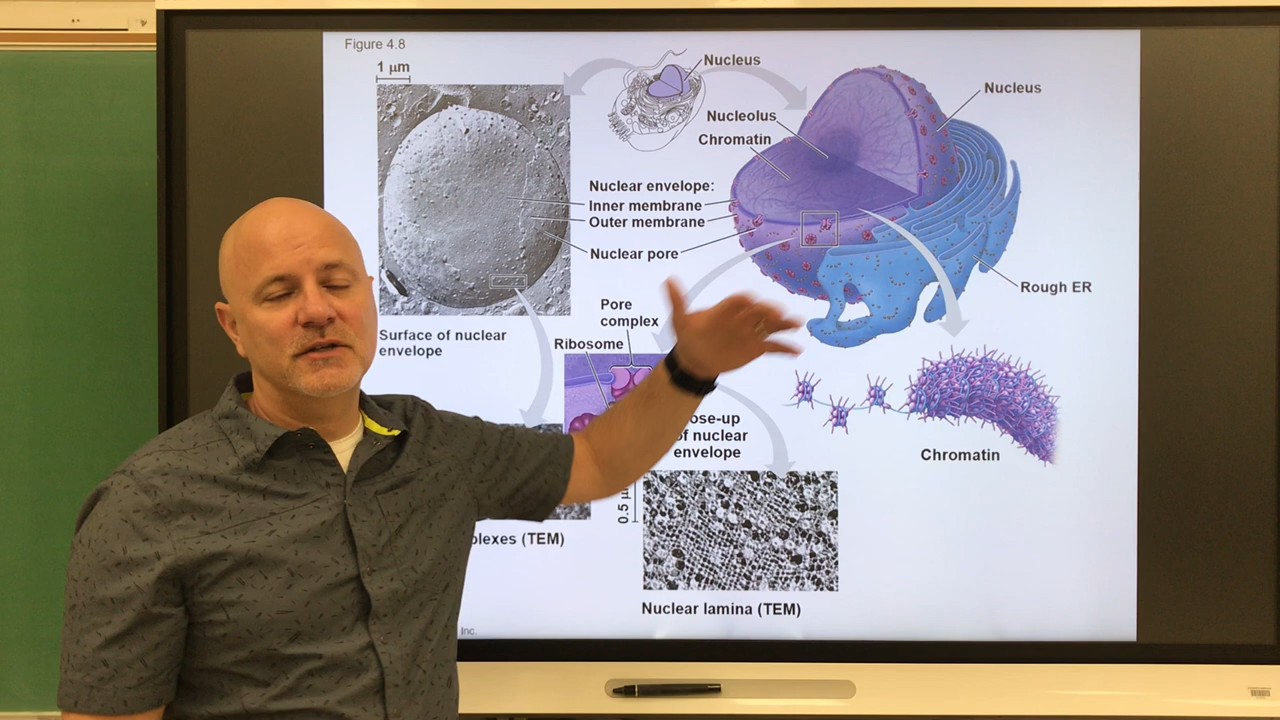 Figure 4.8
1 μm
Nucleus
Nucleus
Nucleolus
Chromatin
Nuclear envelope:
Inner membrane
Outer membrane
Nuclear pore
Pore
complex
Surface of nuclear
envelope
Ribosome
Rough ER
ose-up
of nuclear
envelope
Chromatin
0.5 μ
plexes (TEM)
Nuclear lamina (TEM)
Inc.